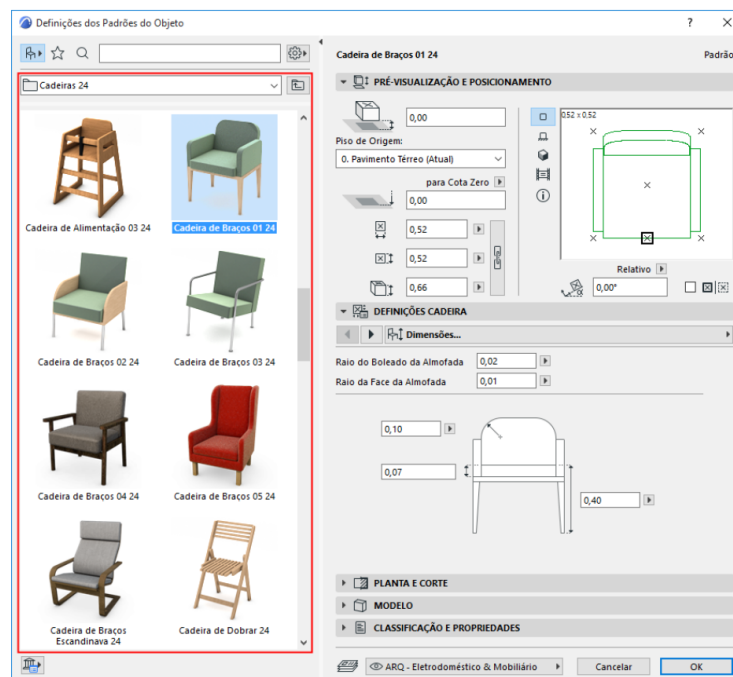 Definições dos Padrões do Objeto
?
Cadeiras 24
Cadeira de Alimentação 03 24
Cadeira de Braços 01 24
Cadeira de Braços 02 24
Cadeira de Braços 03 24
Cadeira de Braços 04 24
Cadeira de Braços 05 24
Cadeira de Braços
Escandinava 24
Cadeira de Dobrar 24
Cadeira de Braços 01 24
Padrão
PRÉ-VISUALIZAÇÃO E POSICIONAMENTO
0,00
Piso de Origem:
0. Pavimento Térreo (Atual)
para Cota Zero
0,00
0,52
0,52
0,66
0.52 x 0.52
Relativo
0,00°
DEFINIÇÕES CADEIRA
Dimensões...
Raio do Boleado da Almofada 0,02
Raio da Face da Almofada 0,01
0,10
0,07
0,40
PLANTA E CORTE
MODELO
CLASSIFICAÇÃO E PROPRIEDADES
ARQ - Eletrodoméstico & Mobiliário
Cancelar
OK